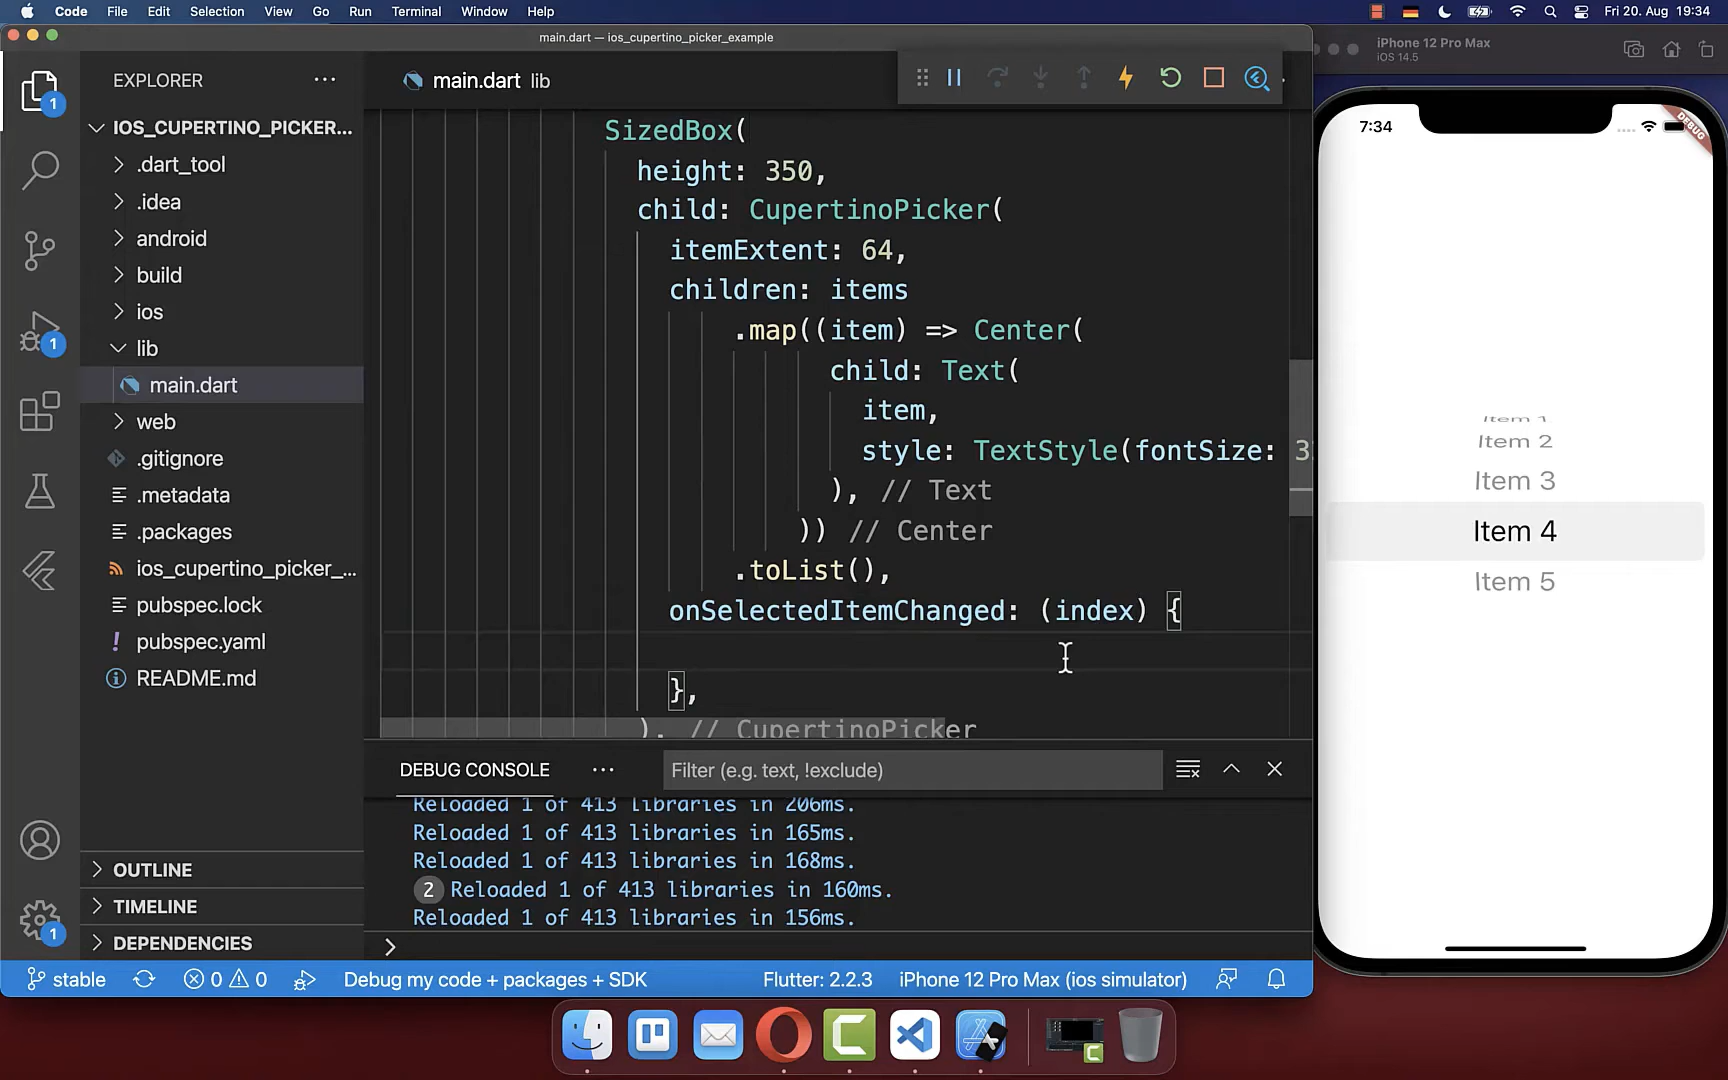 Code File Edit Selection View Go Run Terminal Window Help
Fri 20. Aug 19:34
main.dart — ios_cupertino_picker_example
EXPLORER
IOS_CUPERTINO_PICKER...
.dart_tool
.idea
android
build
ios
lib
main.dart
web
.gitignore
.metadata
.packages
ios_cupertino_picker_...
pubspec.lock
pubspec.yaml
README.md
OUTLINE
TIMELINE
DEPENDENCIES
1
1
1
main.dart lib
SizedBox(
height: 350,
child: CupertinoPicker(
itemExtent: 64,
children: items
.map((item) => Center(
child: Text(
item,
style: TextStyle(fontSize: 3
), // Text
)) // Center
.toList(),
onSelectedItemChanged: (index) {
},
), // CupertinoPicker
DEBUG CONSOLE
Filter (e.g. text, !exclude)
Reloaded 1 of 413 libraries in 206ms.
Reloaded 1 of 413 libraries in 165ms.
Reloaded 1 of 413 libraries in 168ms.
2 Reloaded 1 of 413 libraries in 160ms.
Reloaded 1 of 413 libraries in 156ms.
stable 0 0 Debug my code + packages + SDK Flutter: 2.2.3 iPhone 12 Pro Max (ios simulator)
iPhone 12 Pro Max
iOS 14.5
7:34
DEBUG
Item 1
Item 2
Item 3
Item 4
Item 5